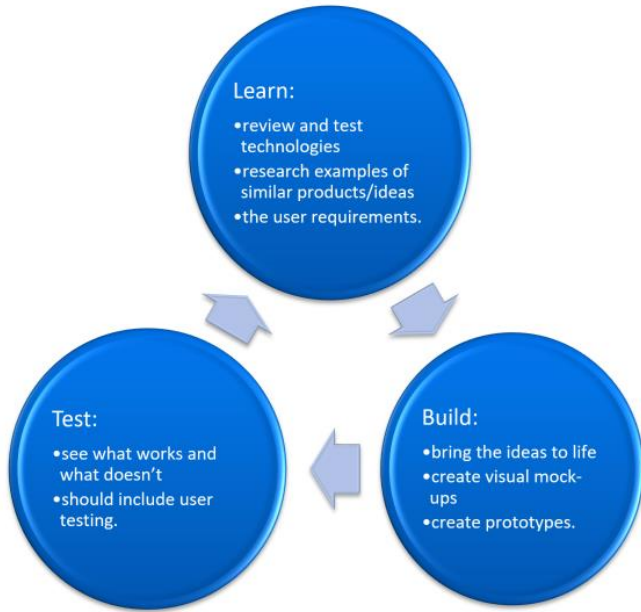 Learn:
•review and test
technologies
•research examples of
similar products/ideas
•the user requirements.
Test:
•see what works and
what doesn’t
•should include user
testing.
Build:
•bring the ideas to life
•create visual mock-
ups
•create prototypes.